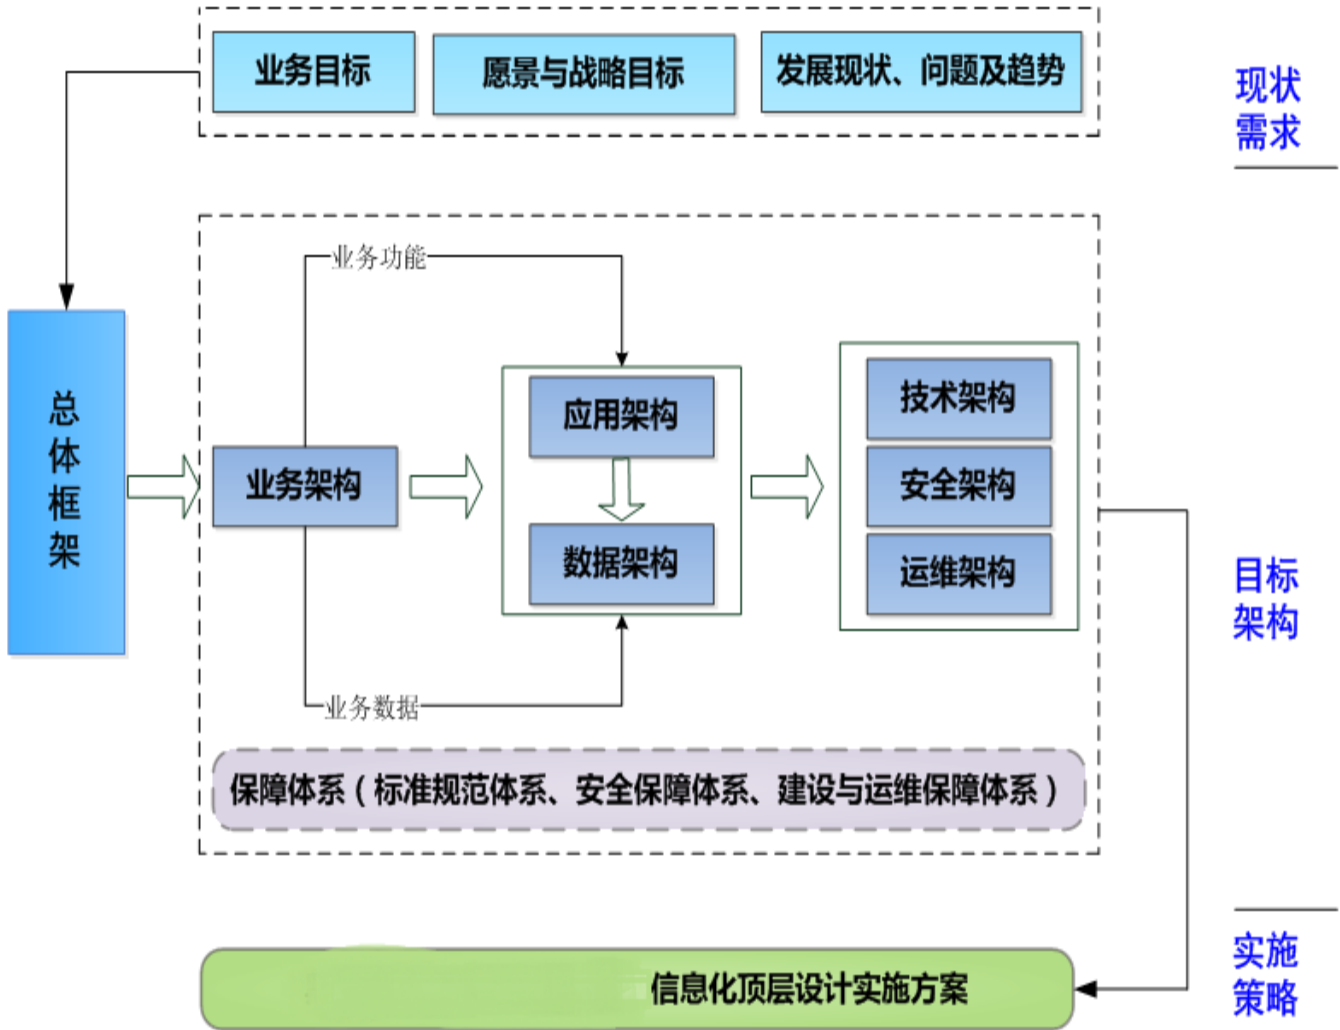 业务目标
愿景与战略目标
发展现状、问题及趋势
现状
需求
业务功能
总
体
框
架
业务架构
应用架构
数据架构
技术架构
安全架构
运维架构
目标
架构
业务数据
保障体系（标准规范体系、安全保障体系、建设与运维保障体系）
信息化顶层设计实施方案
实施
策略